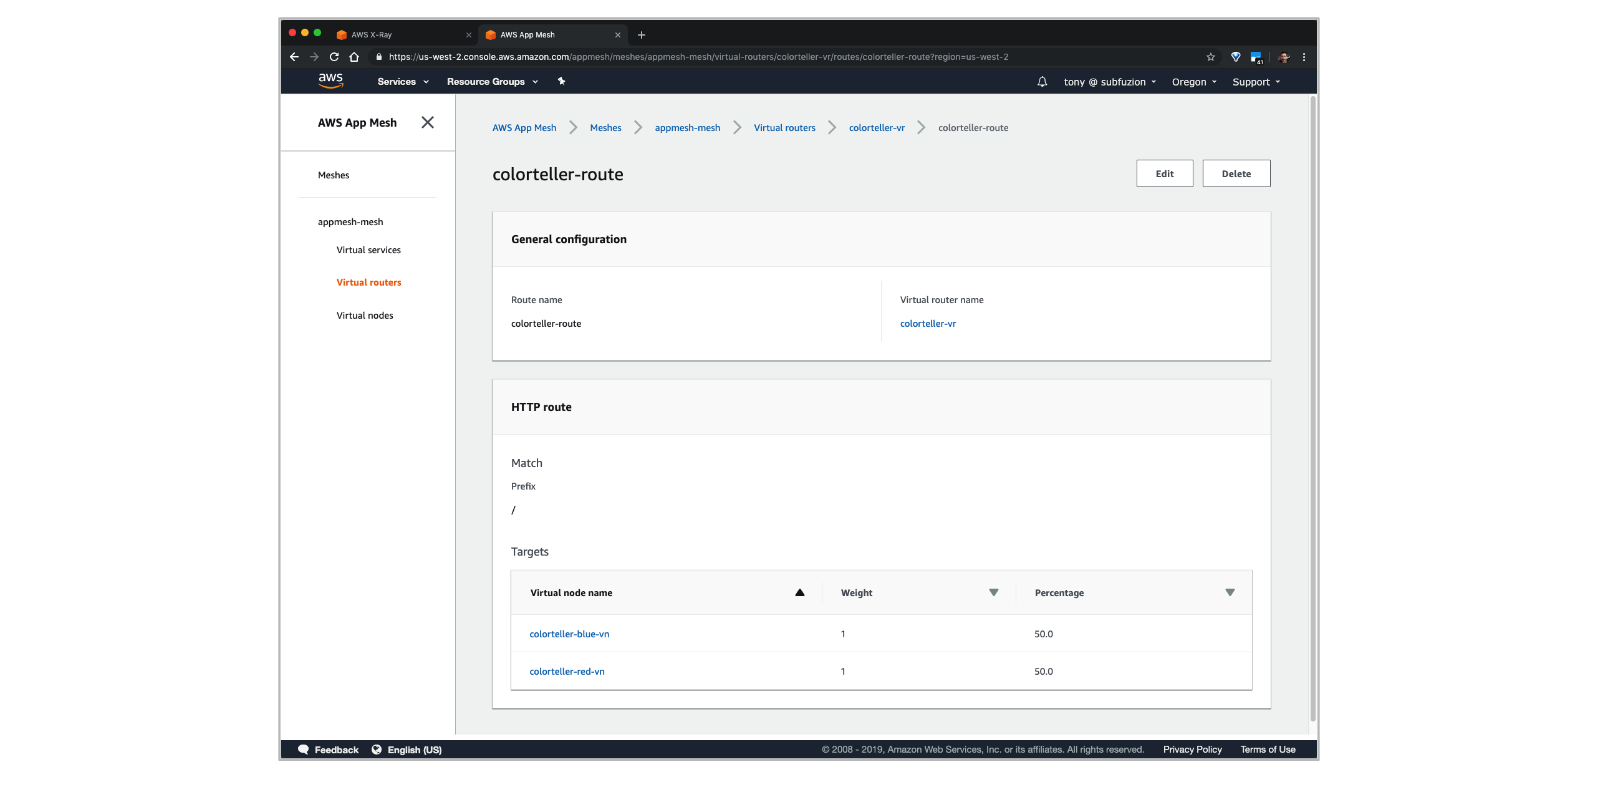 AWS X-Ray
AWS App Mesh
https://us-west-2.console.aws.amazon.com/appmesh/meshes/appmesh-mesh/virtual-routers/colorteller-vr/routes/colorteller-route?region=us-west-2
41
aws Services Resource Groups tony @ subfuzion Oregon Support
AWS App Mesh
Meshes
appmesh-mesh
Virtual services
Virtual routers
Virtual nodes
AWS App Mesh Meshes appmesh-mesh Virtual routers colorteller-vr colorteller-route
colorteller-route
Edit Delete
General configuration
Route name Virtual router name
colorteller-route colorteller-vr
HTTP route
Match
Prefix
/
Targets
Virtual node name Weight Percentage
colorteller-blue-vn 1 50.0
colorteller-red-vn 1 50.0
Feedback English (US) © 2008 - 2019, Amazon Web Services, Inc. or its affiliates. All rights reserved. Privacy Policy Terms of Use